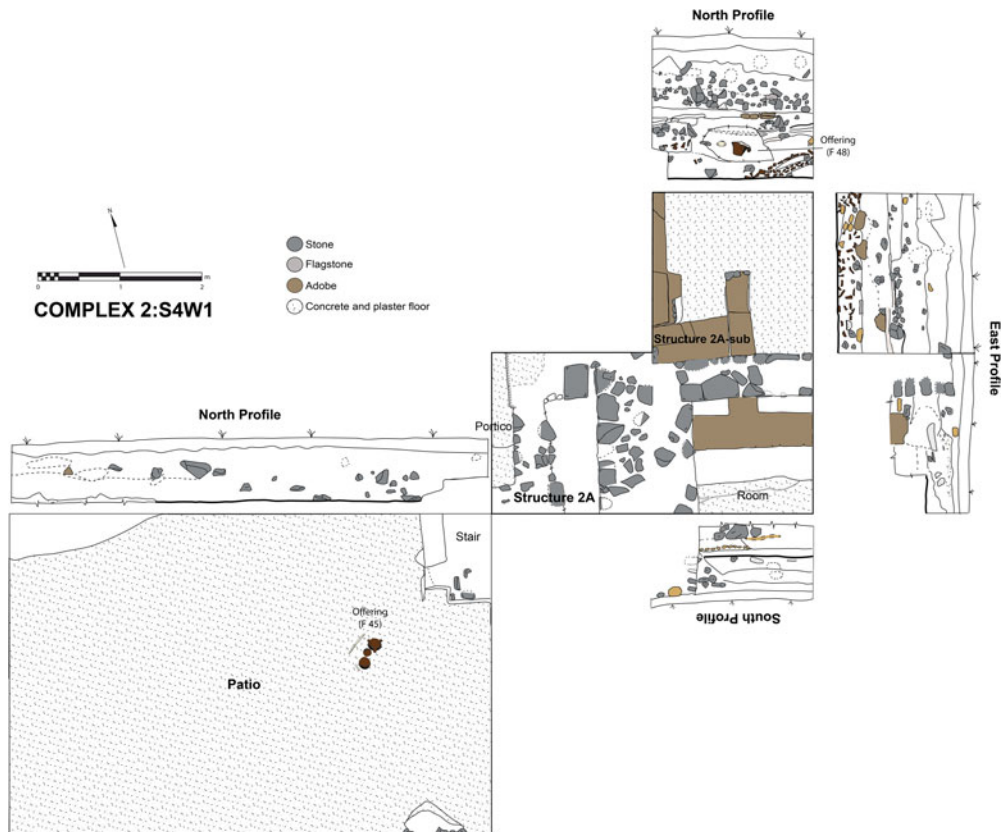 North Profile
Offering
(F 48)
N
Stone
Flagstone
Adobe
Concrete and plaster floor
0 1 2
m
COMPLEX 2:S4W1
Structure 2A-sub
East Profile
North Profile
Portico
Structure 2A
Room
Stair
South Profile
Offering
(F 45)
Patio